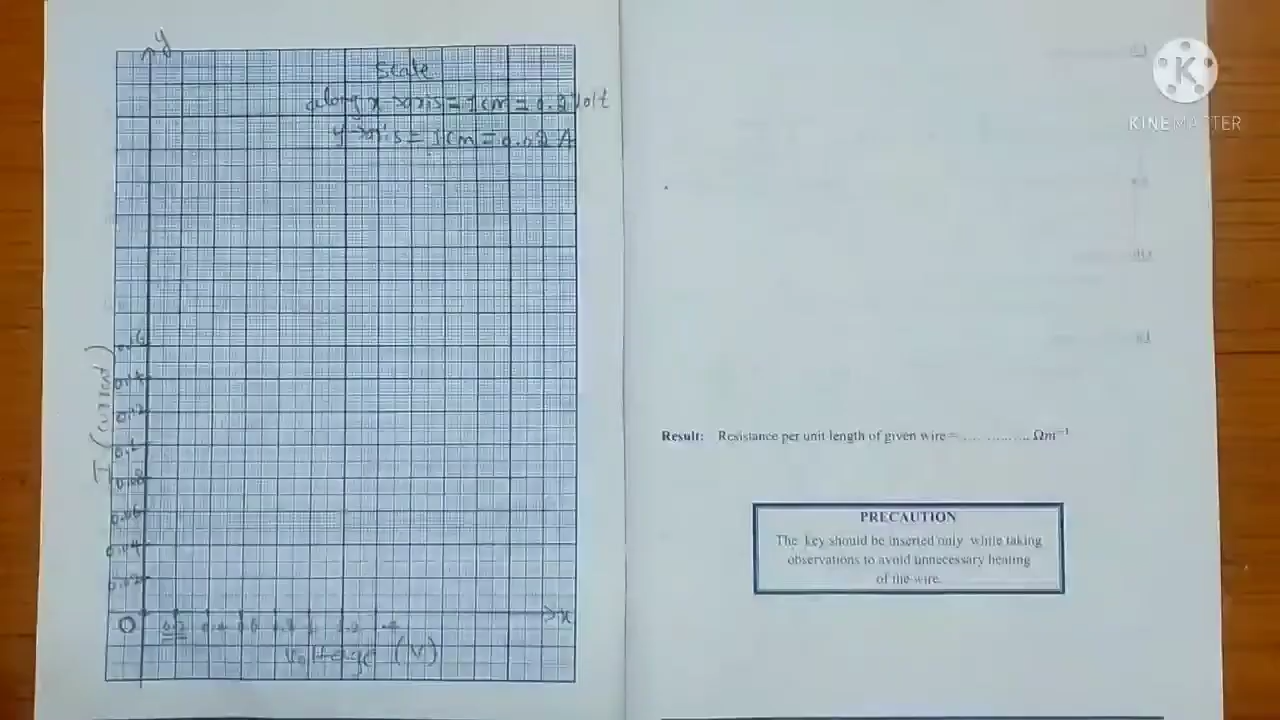 y
Scale
along x-axis = 1cm = 0.2 Volt
y-axis = 1cm = 0.02 A
0.16
0.14
0.12
0.1
0.08
0.06
0.04
0.02
I (current)
O 0.2 0.4 0.6 0.8 1 1.2 x
Voltage (V)
KINEMASTER
Result: Resistance per unit length of given wire = .................. Ωm⁻¹
PRECAUTION
The key should be inserted only while taking
observations to avoid unnecessary heating
of the wire.